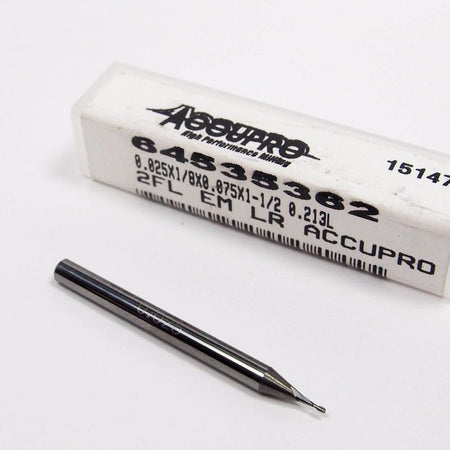 ACCUPRO
High Performance Milling
64535362
15147
0.025X1/8X0.075X1-1/2 0.213L
2FL EM LR ACCUPRO